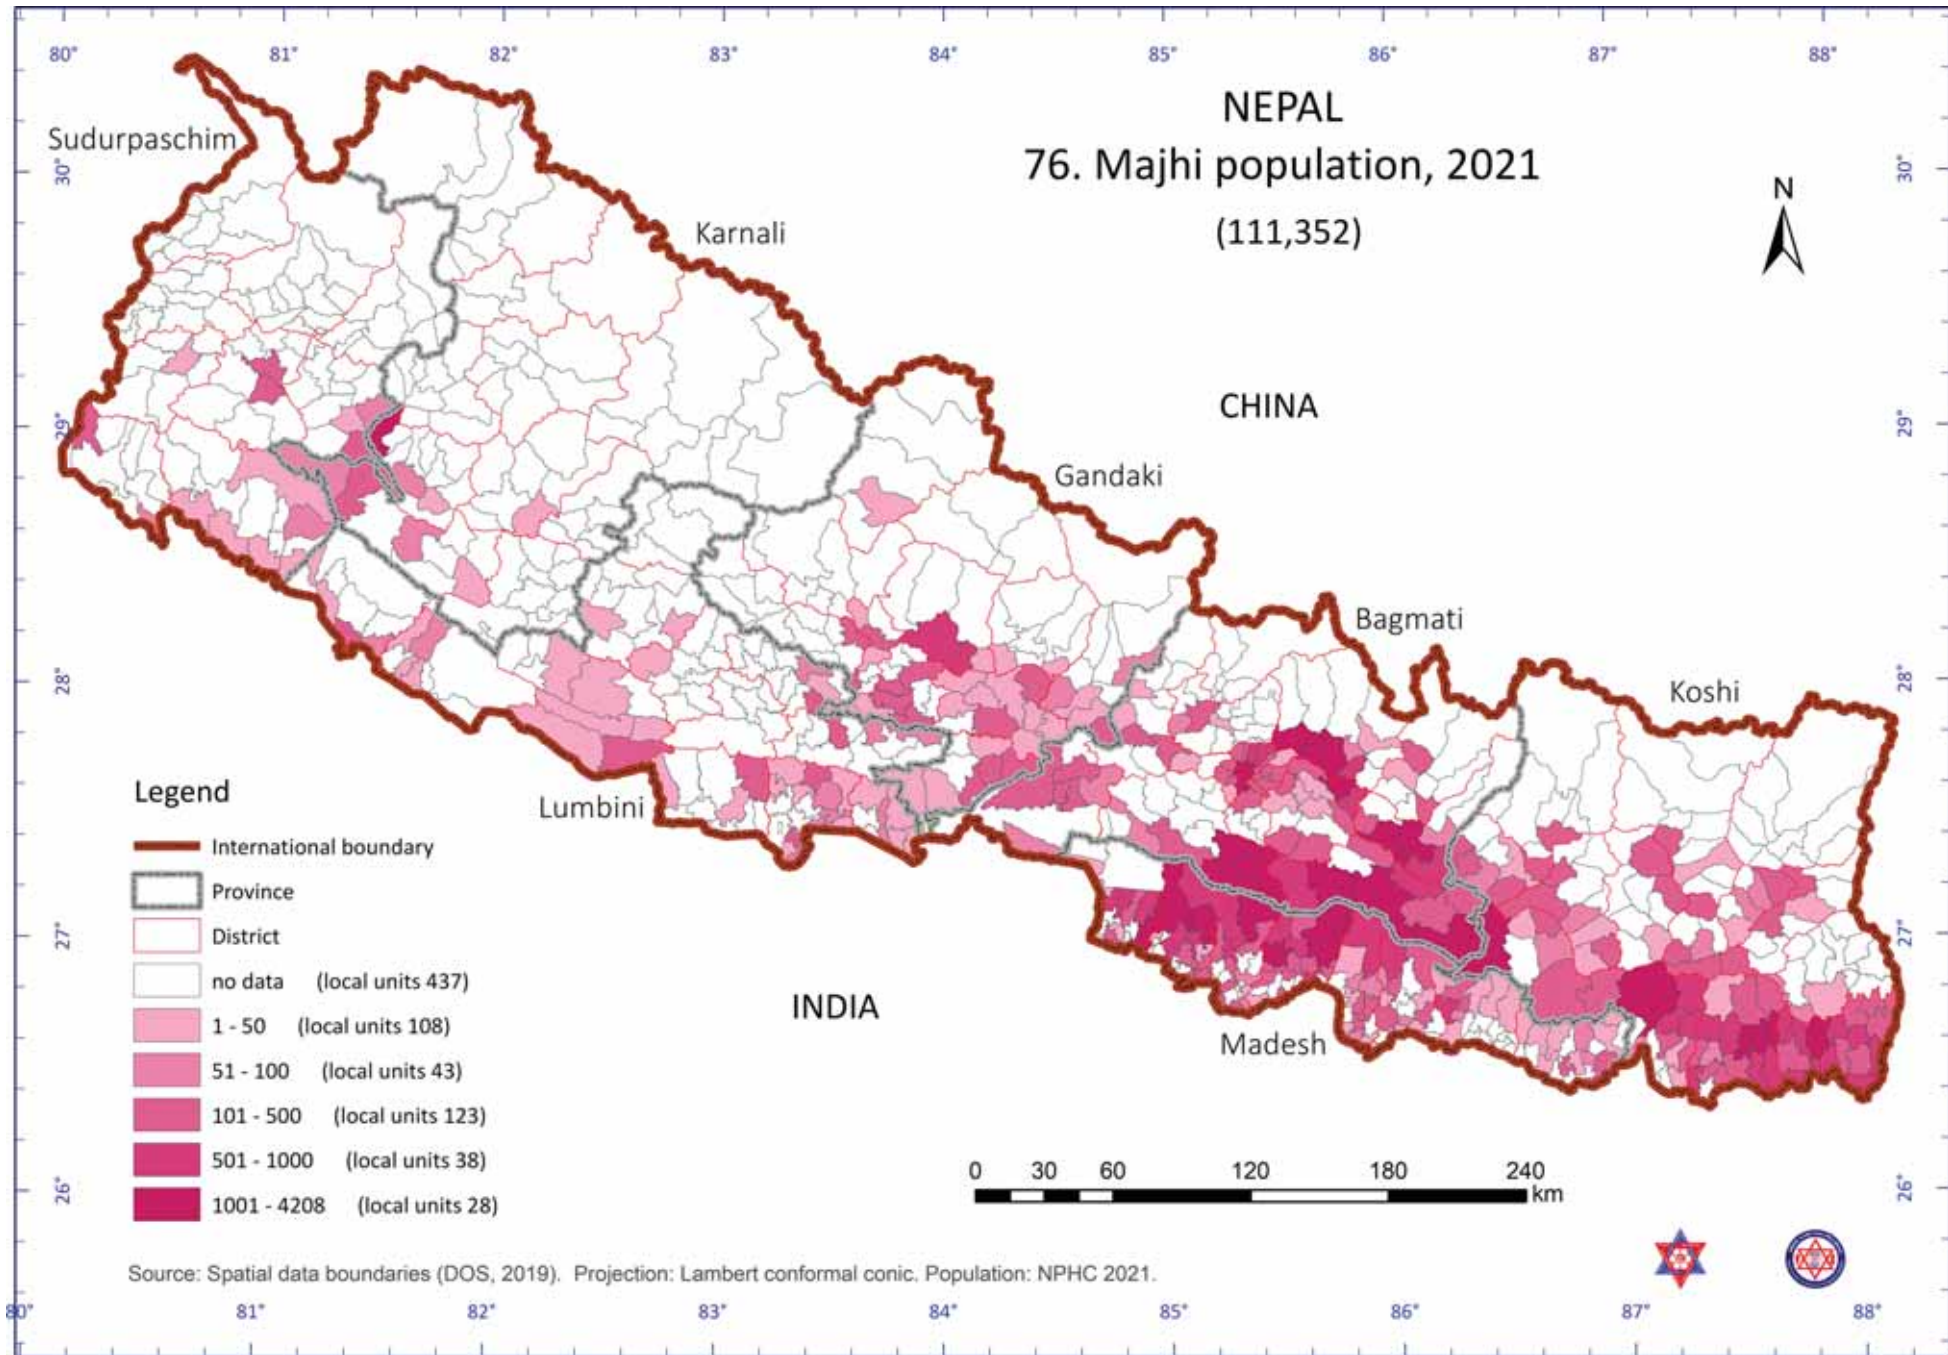 80° 81° 82° 83° 84° 85° 86° 87° 88°
NEPAL
76. Majhi population, 2021
(111,352)
N
Sudurpaschim
Karnali
CHINA
Gandaki
Bagmati
Koshi
Lumbini
INDIA
Madesh
30°
29°
28°
27°
26°
30°
29°
28°
27°
26°
Legend
International boundary
Province
District
no data (local units 437)
1 - 50 (local units 108)
51 - 100 (local units 43)
101 - 500 (local units 123)
501 - 1000 (local units 38)
1001 - 4208 (local units 28)
0 30 60 120 180 240
km
Source: Spatial data boundaries (DOS, 2019). Projection: Lambert conformal conic. Population: NPHC 2021.
80° 81° 82° 83° 84° 85° 86° 87° 88°